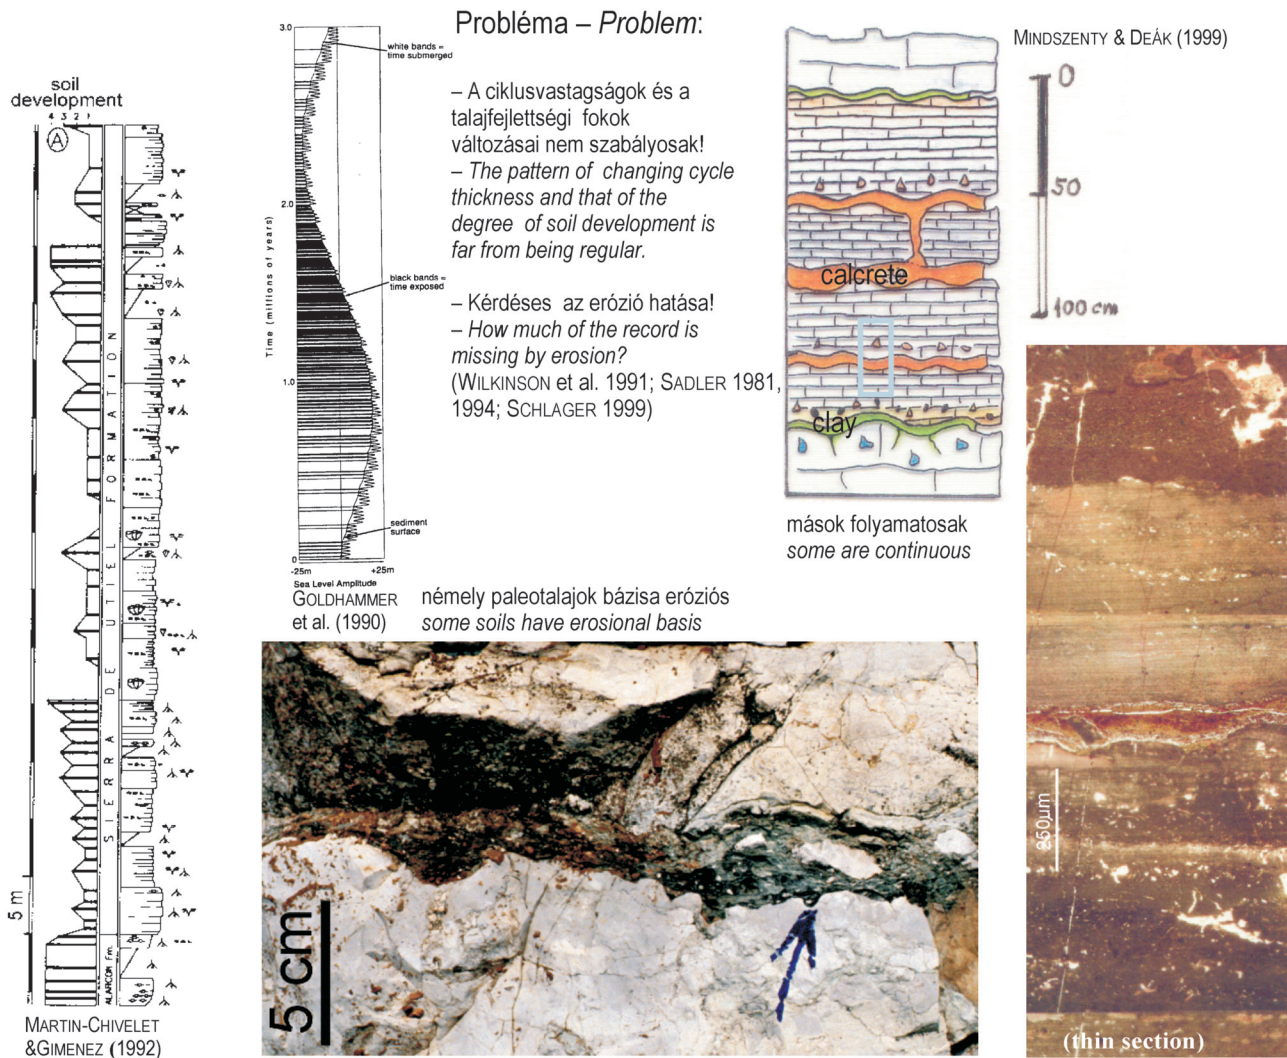 Probléma – Problem:
– A ciklusvastagságok és a
talajfejlettségi fokok
változásai nem szabályosak!
– The pattern of changing cycle
thickness and that of the
degree of soil development is
far from being regular.
– Kérdéses az erózió hatása!
– How much of the record is
missing by erosion?
(WILKINSON et al. 1991; SADLER 1981,
1994; SCHLAGER 1999)
soil
development
4 3 2 1
A
SIERRA DE UTIEL FORMATION
ALARCON Fm.
5 m
MARTIN-CHIVELET
&GIMENEZ (1992)
3.0
white bands =
time submerged
2.0
Time (millions of years)
black bands =
time exposed
1.0
sediment
surface
0
-25m +25m
Sea Level Amplitude
GOLDHAMMER
et al. (1990)
némely paleotalajok bázisa eróziós
some soils have erosional basis
5 cm
MINDSZENTY & DEÁK (1999)
0
50
100 cm
calcrete
clay
mások folyamatosak
some are continuous
250µm
(thin section)